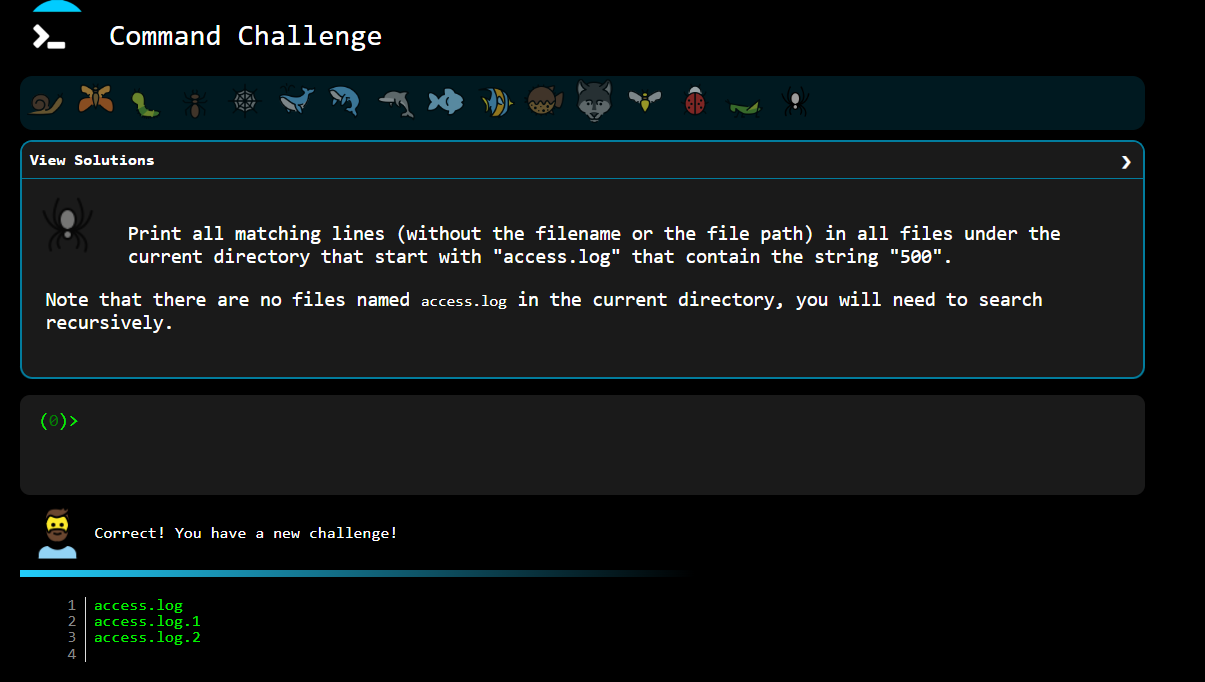 Command Challenge
View Solutions
Print all matching lines (without the filename or the file path) in all files under the
current directory that start with "access.log" that contain the string "500".
Note that there are no files named access.log in the current directory, you will need to search
recursively.
(0)>
Correct! You have a new challenge!
1 access.log
2 access.log.1
3 access.log.2
4